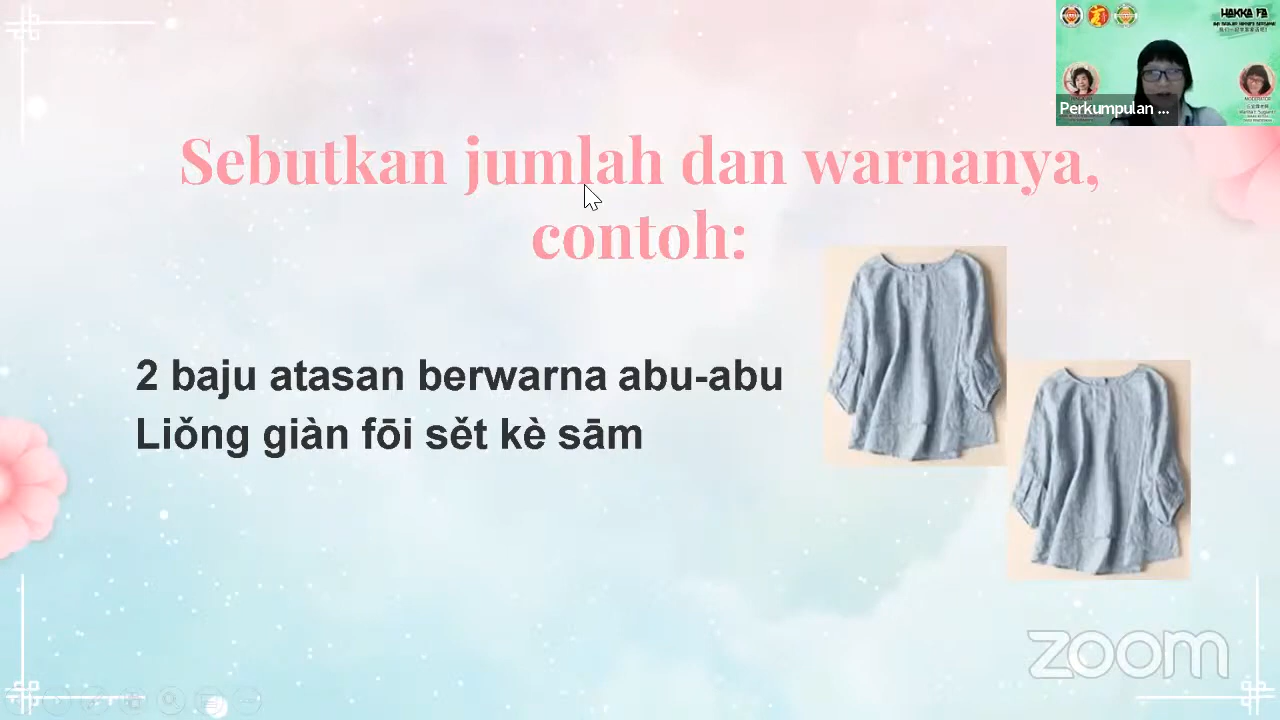 HAKKA FA
Perkumpulan ...
MODERATOR
Sebutkan jumlah dan warnanya,
contoh:
2 baju atasan berwarna abu-abu
Liǒng giàn fōi sět kè sām
zoom